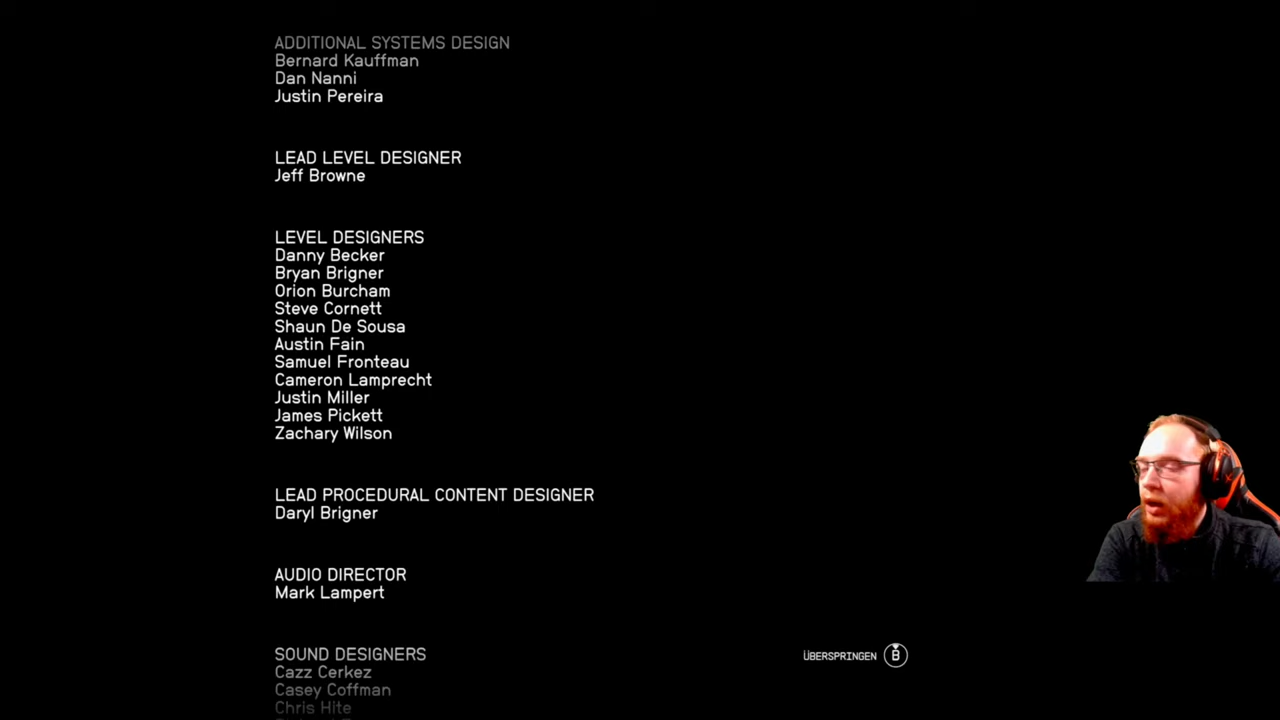 ADDITIONAL SYSTEMS DESIGN
Bernard Kauffman
Dan Nanni
Justin Pereira
LEAD LEVEL DESIGNER
Jeff Browne
LEVEL DESIGNERS
Danny Becker
Bryan Brigner
Orion Burcham
Steve Cornett
Shaun De Sousa
Austin Fain
Samuel Fronteau
Cameron Lamprecht
Justin Miller
James Pickett
Zachary Wilson
LEAD PROCEDURAL CONTENT DESIGNER
Daryl Brigner
AUDIO DIRECTOR
Mark Lampert
SOUND DESIGNERS
Cazz Cerkez
Casey Coffman
Chris Hite
ÜBERSPRINGEN B